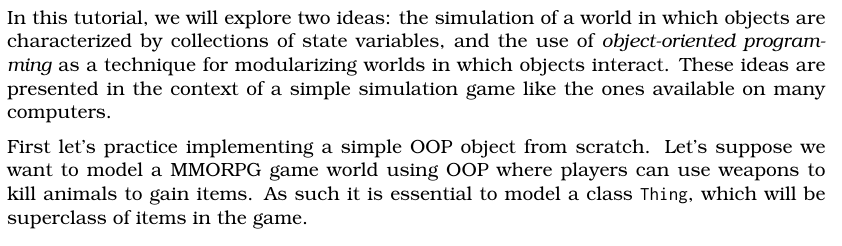 In this tutorial, we will explore two ideas: the simulation of a world in which objects are
characterized by collections of state variables, and the use of object-oriented program-
ming as a technique for modularizing worlds in which objects interact. These ideas are
presented in the context of a simple simulation game like the ones available on many
computers.
First let's practice implementing a simple OOP object from scratch. Let's suppose we
want to model a MMORPG game world using OOP where players can use weapons to
kill animals to gain items. As such it is essential to model a class Thing, which will be
superclass of items in the game.